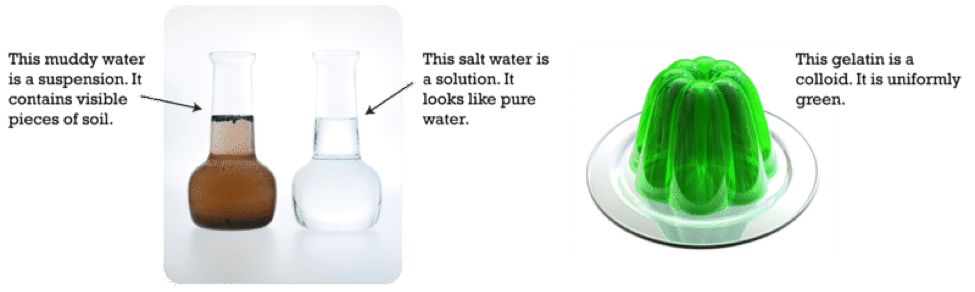 This muddy water
is a suspension. It
contains visible
pieces of soil.
This salt water is
a solution. It
looks like pure
water.
This gelatin is a
colloid. It is uniformly
green.